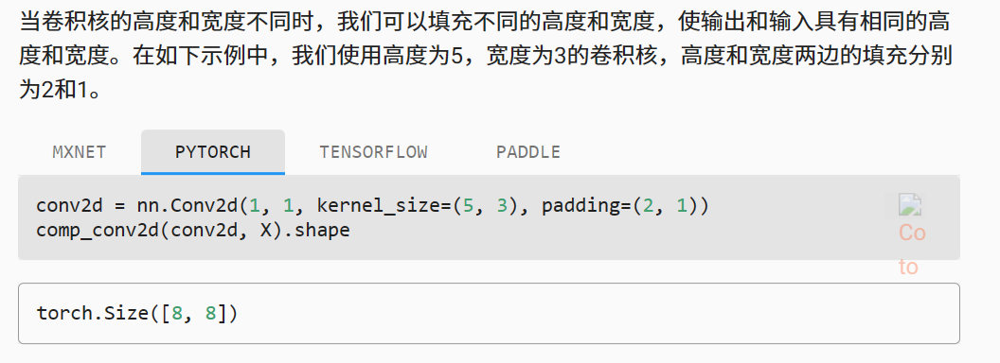 当卷积核的高度和宽度不同时，我们可以填充不同的高度和宽度，使输出和输入具有相同的高
度和宽度。在如下示例中，我们使用高度为5，宽度为3的卷积核，高度和宽度两边的填充分别
为2和1。
MXNET PYTORCH TENSORFLOW PADDLE
conv2d = nn.Conv2d(1, 1, kernel_size=(5, 3), padding=(2, 1))
comp_conv2d(conv2d, X).shape
Co
to
torch.Size([8, 8])